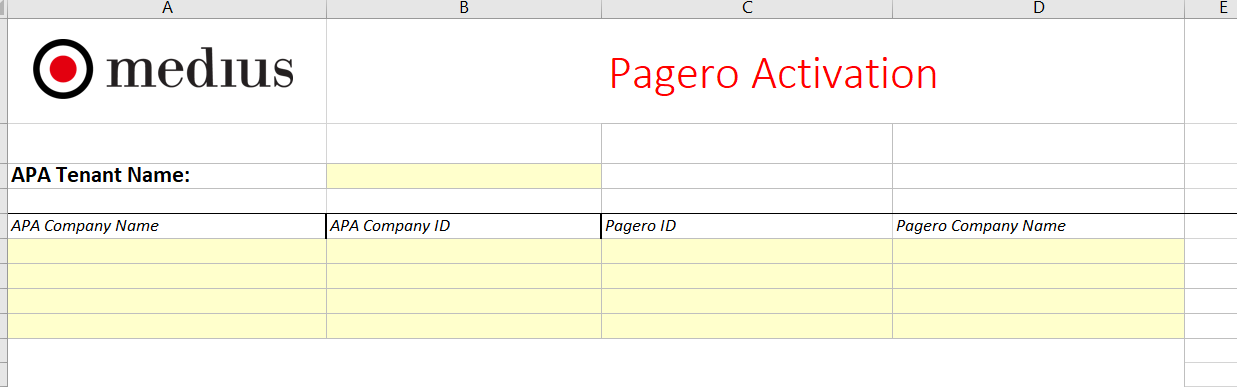 A B C D E
medius
Pagero Activation
APA Tenant Name:
APA Company Name APA Company ID Pagero ID Pagero Company Name